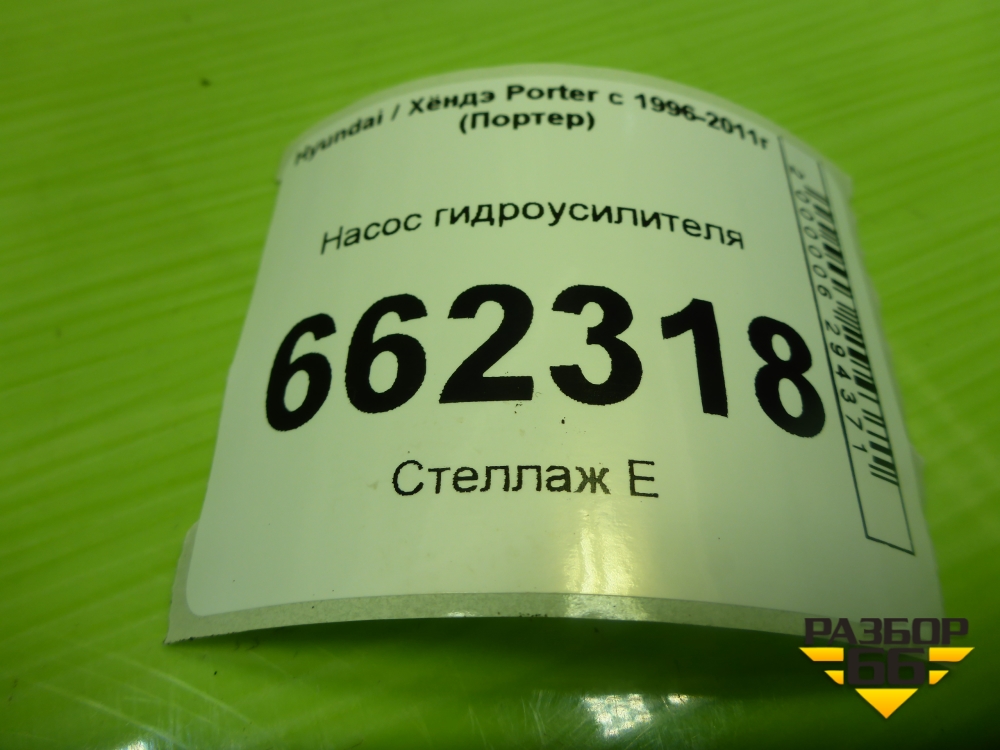 Hyundai / Хёндэ Porter с 1996-2011г
(Портер)
Насос гидроусилителя
662318
Стеллаж Е
2000006294371
РАЗБОР
66